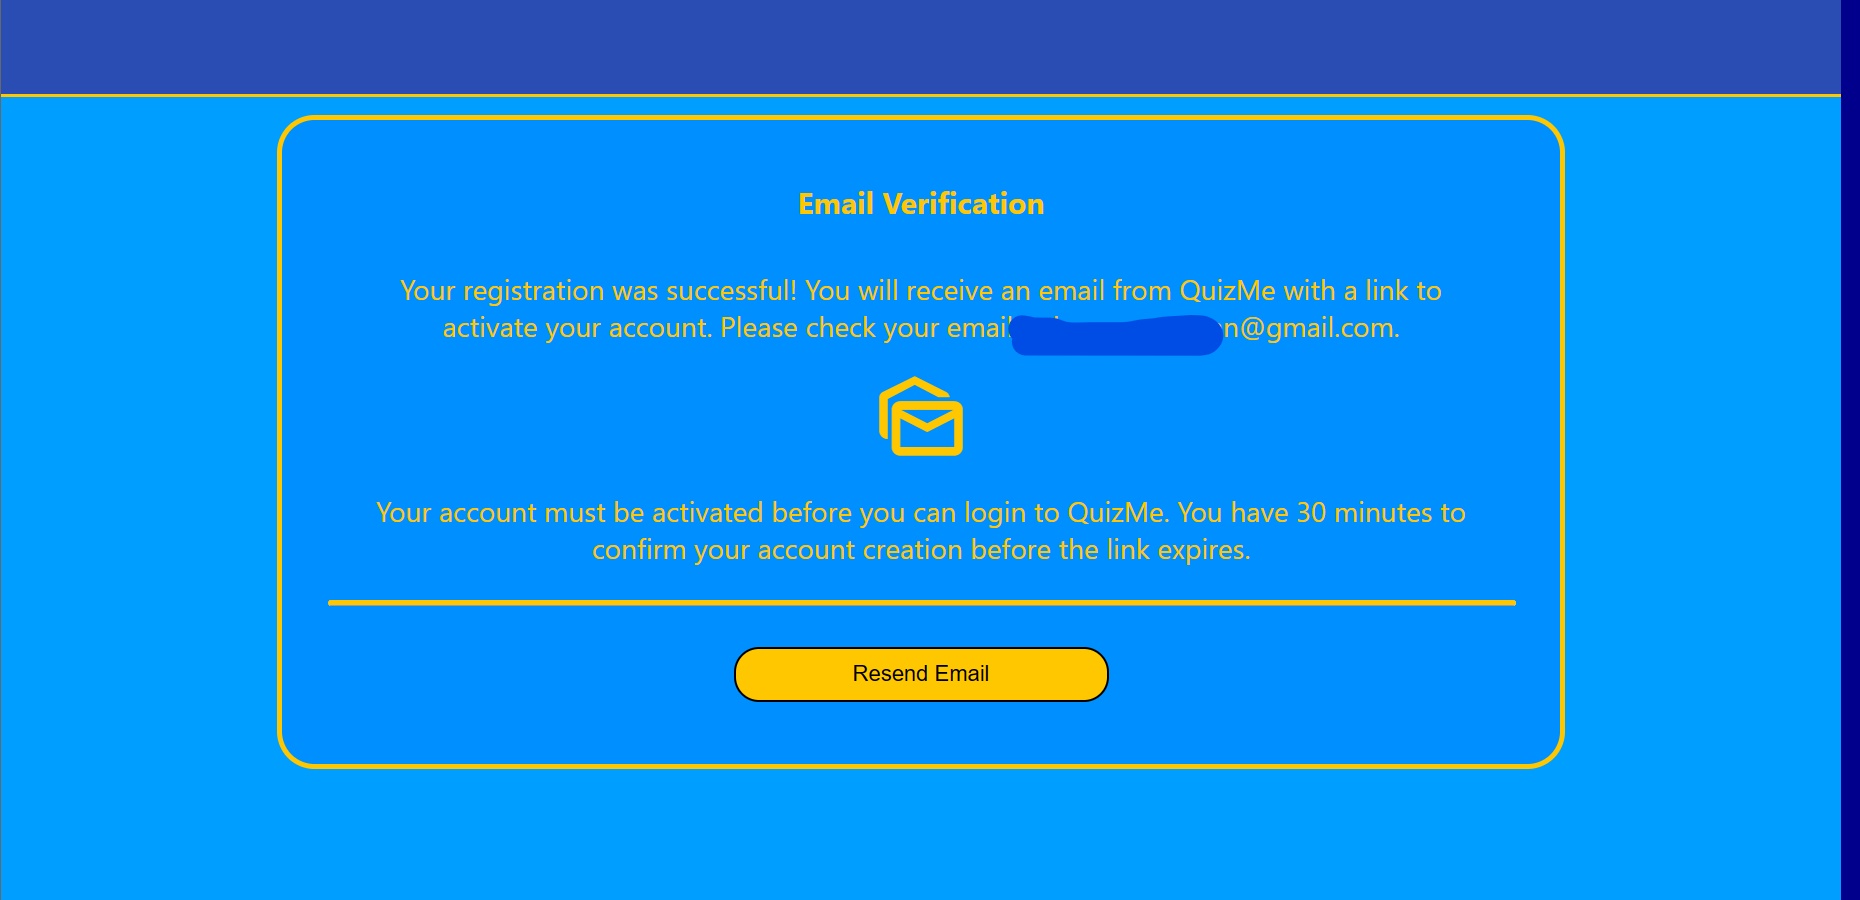 Email Verification
Your registration was successful! You will receive an email from QuizMe with a link to
activate your account. Please check your email n@gmail.com.
Your account must be activated before you can login to QuizMe. You have 30 minutes to
confirm your account creation before the link expires.
Resend Email